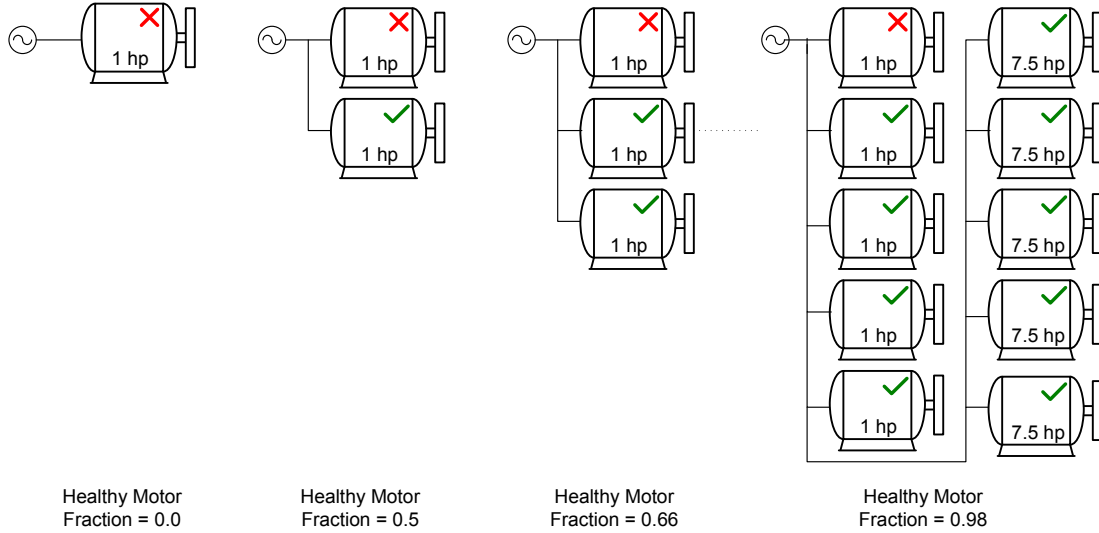 1 hp
1 hp
1 hp
1 hp
7.5 hp
1 hp
1 hp
1 hp
7.5 hp
1 hp
1 hp
7.5 hp
1 hp
7.5 hp
1 hp
7.5 hp
Healthy Motor
Fraction = 0.0
Healthy Motor
Fraction = 0.5
Healthy Motor
Fraction = 0.66
Healthy Motor
Fraction = 0.98